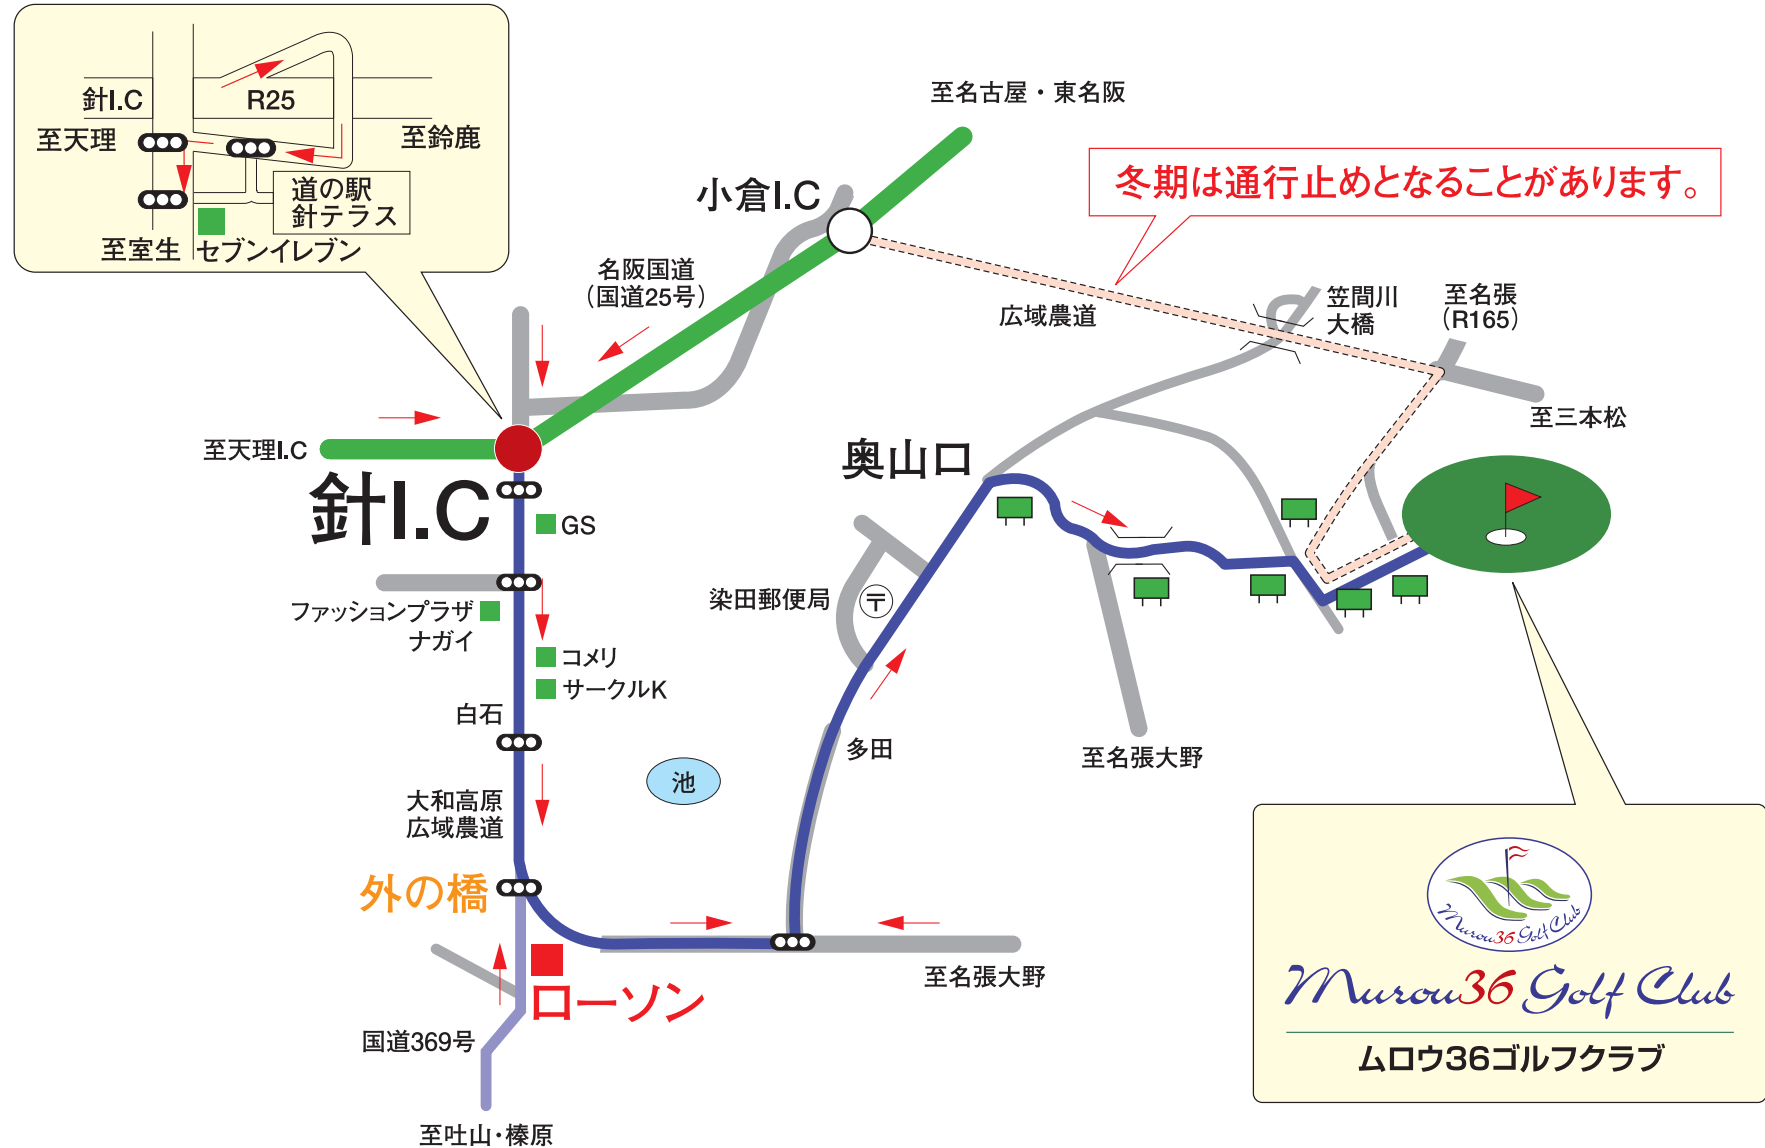 針I.C
R25
至天理
至鈴鹿
道の駅
針テラス
至室生
セブンイレブン
至名古屋・東名阪
冬期は通行止めとなることがあります。
小倉I.C
名阪国道
(国道25号)
広域農道
笠間川
大橋
至名張
(R165)
至三本松
至天理I.C
針I.C
奥山口
GS
ファッションプラザ
ナガイ
染田郵便局
〒
コメリ
サークルK
白石
多田
至名張大野
池
大和高原
広域農道
外の橋
ローソン
至名張大野
国道369号
至吐山・榛原
Murou36 Golf Club
Murou36 Golf Club
ムロウ36ゴルフクラブ